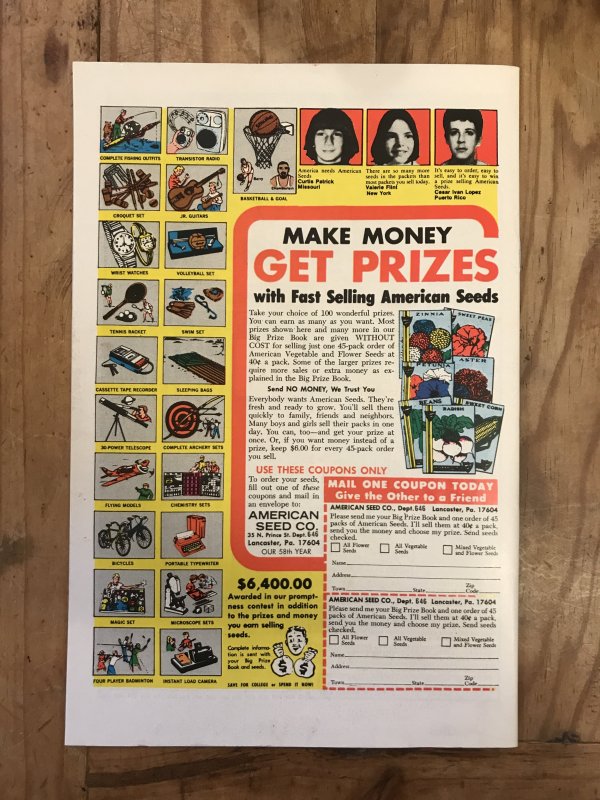 COMPLETE FISHING OUTFITS
TRANSISTOR RADIO
CROQUET SET
JR. GUITARS
WRIST WATCHES
VOLLEYBALL SET
TENNIS RACKET
SWIM SET
CASSETTE TAPE RECORDER
SLEEPING BAGS
30-POWER TELESCOPE
COMPLETE ARCHERY SETS
FLYING MODELS
CHEMISTRY SETS
BICYCLES
PORTABLE TYPEWRITER
MAGIC SET
MICROSCOPE SETS
FOUR PLAYER BADMINTON
INSTANT LOAD CAMERA
BASKETBALL & GOAL
America needs American
Seeds
Curtis Patrick
Missouri
There are so many more
seeds in the packets than
most packets you sell today.
Valerie Flint
New York
It's easy to order, easy to
sell, and it's easy to win
a prize selling American
Seeds.
Cesar Ivan Lopez
Puerto Rico
MAKE MONEY
GET PRIZES
with Fast Selling American Seeds
Take your choice of 100 wonderful prizes.
You can earn as many as you want. Most
prizes shown here and many more in our
Big Prize Book are given WITHOUT
COST for selling just one 45-pack order of
American Vegetable and Flower Seeds at
40¢ a pack. Some of the larger prizes re-
quire more sales or extra money as ex-
plained in the Big Prize Book.
Send NO MONEY, We Trust You
Everybody wants American Seeds. They're
fresh and ready to grow. You'll sell them
quickly to family, friends and neighbors.
Many boys and girls sell their packs in one
day. You can, too—and get your prize at
once. Or, if you want money instead of a
prize, keep $6.00 for every 45-pack order
you sell.
ZINNIA
SWEET PEAS
PETUNIA
ASTER
BEANS
RADISH
SWEET CORN
USE THESE COUPONS ONLY
To order your seeds,
fill out one of these
coupons and mail in
an envelope to:
AMERICAN
SEED CO.
35 N. Prince St. Dept. 646
Lancaster, Pa. 17604
OUR 58th YEAR
$6,400.00
Awarded in our prompt-
ness contest in addition
to the prizes and money
you earn selling
seeds.
Complete informa-
tion is sent with
your Big Prize
Book and seeds.
SAVE FOR COLLEGE or SPEND IT NOW!
MAIL ONE COUPON TODAY
Give the Other to a Friend
AMERICAN SEED CO., Dept. 646 Lancaster, Pa. 17604
Please send me your Big Prize Book and one order of 45
packs of American Seeds. I'll sell them at 40¢ a pack,
send you the money and choose my prize. Send seeds
checked.
All Flower Seeds
All Vegetable Seeds
Mixed Vegetable and Flower Seeds
Name
Address
Town State Zip Code
AMERICAN SEED CO., Dept. 646 Lancaster, Pa. 17604
Please send me your Big Prize Book and one order of 45
packs of American Seeds. I'll sell them at 40¢ a pack,
send you the money and choose my prize. Send seeds
checked.
All Flower Seeds
All Vegetable Seeds
Mixed Vegetable and Flower Seeds
Name
Address
Town State Zip Code